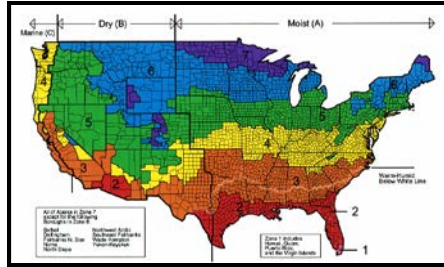 Dry (B) Moist (A)
Marine (C)
7
6
6
4
5
5
4
3
3
2
2
Warm-Humid
Below White Line
2
1
All of Alaska in Zone 7
except for the following
Boroughs in Zone 8:
Bethel Northwest Arctic
Dellingham Southeast Fairbanks
Fairbanks N. Star Wade Hampton
Nome Yukon-Koyukuk
North Slope
Zone 1 includes
Hawaii, Guam,
Puerto Rico,
and the Virgin Islands